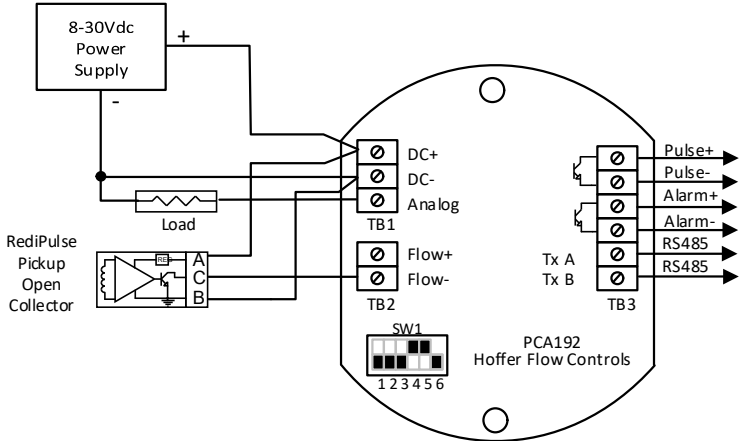 8-30Vdc
Power
Supply
+
-
DC+
DC-
Analog
TB1
Load
RediPulse
Pickup
Open
Collector
RE
A
C
B
Flow+
Flow-
TB2
SW1
1 2 3 4 5 6
Pulse+
Pulse-
Alarm+
Alarm-
RS485
RS485
Tx A
Tx B
TB3
PCA192
Hoffer Flow Controls